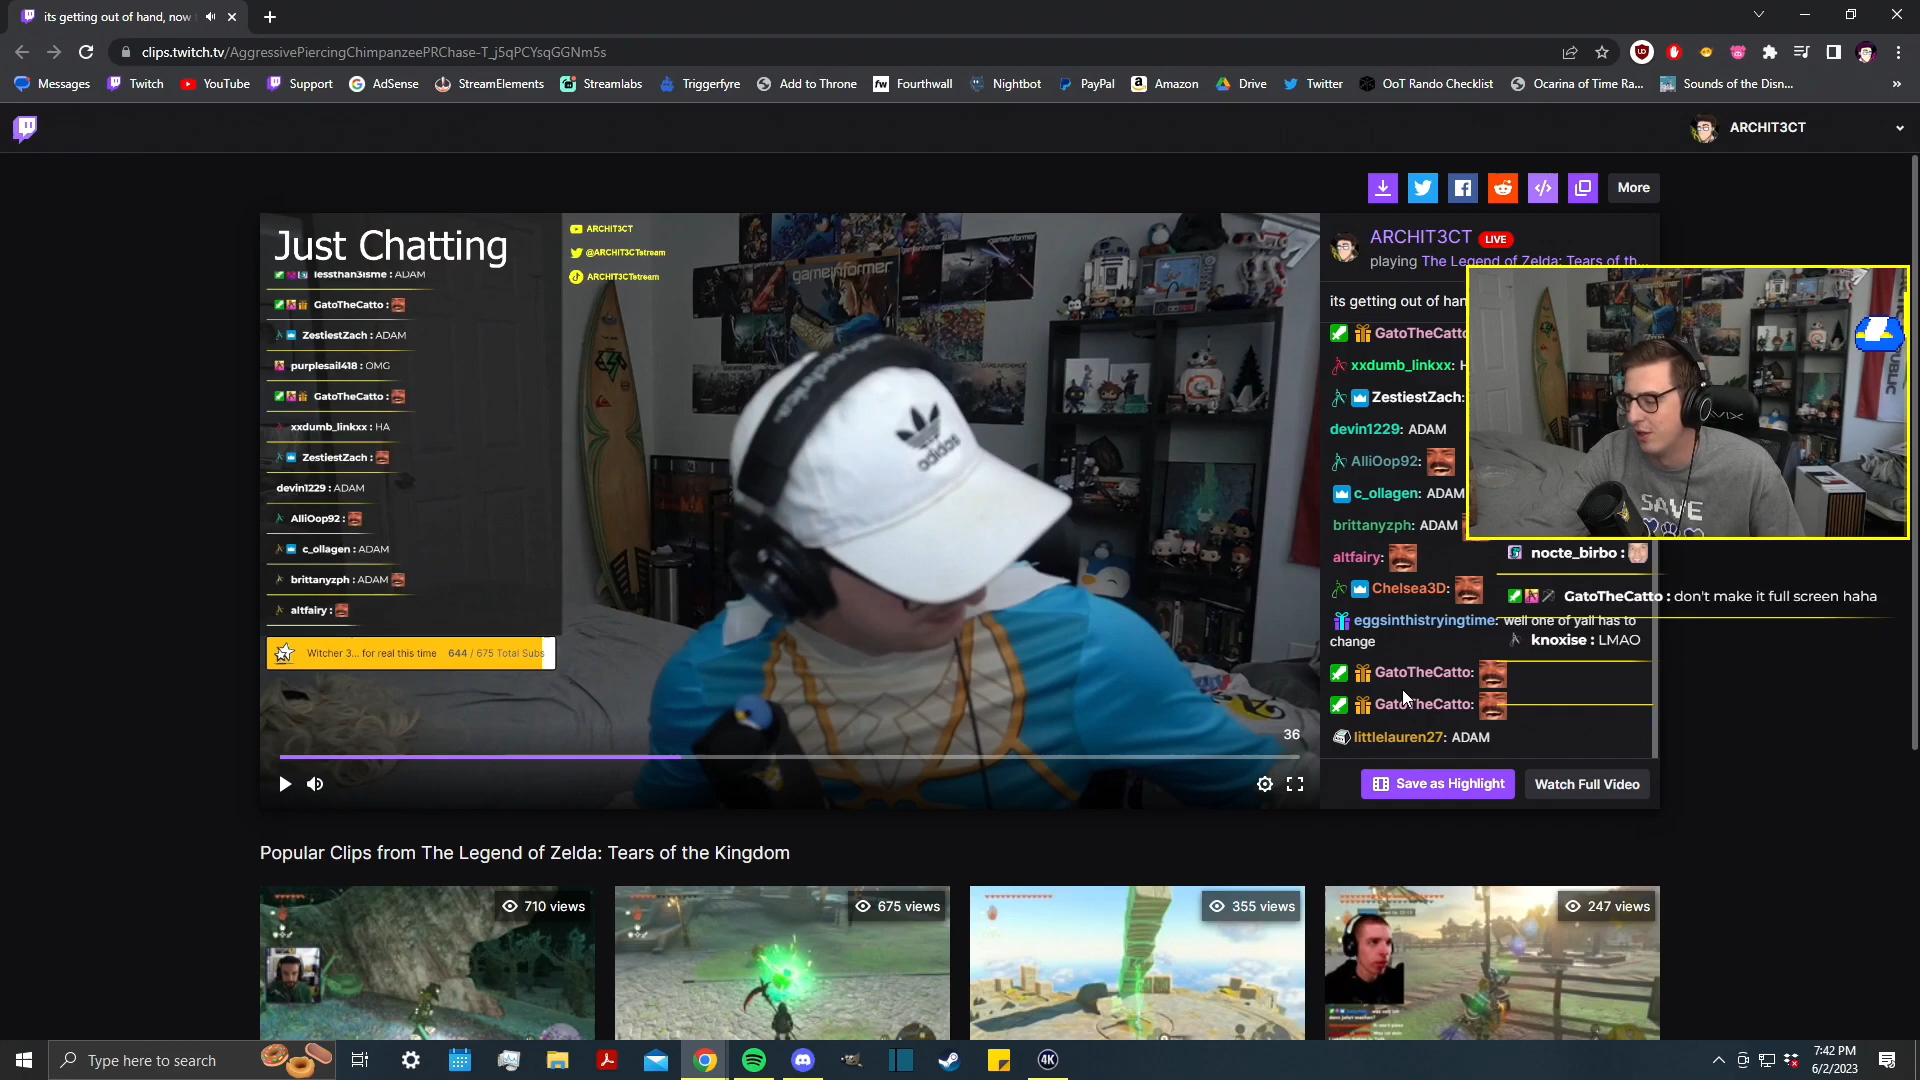 its getting out of hand, now
clips.twitch.tv/AggressivePiercingChimpanzeePRChase-T_j5qPCYsqGGNm5s
Messages Twitch YouTube Support AdSense StreamElements Streamlabs Triggerfyre Add to Throne Fourthwall Nightbot PayPal Amazon Drive Twitter OoT Rando Checklist Ocarina of Time Ra... Sounds of the Disn...
ARCHIT3CT
More
Just Chatting
ARCHIT3CT
@ARCHIT3CTstream
ARCHIT3CTstream
lessthan3isme : ADAM
GatoTheCatto :
ZestiestZach : ADAM
purplesail418 : OMG
GatoTheCatto :
xxdumb_linkxx : HA
ZestiestZach :
devin1229 : ADAM
AlliOop92 :
c_ollagen : ADAM
brittanyzph : ADAM
altfairy :
Witcher 3... for real this time 644 / 675 Total Subs
gameinformer
adidas
36
ARCHIT3CT LIVE
playing The Legend of Zelda: Tears of th...
its getting out of han
GatoTheCatto
xxdumb_linkxx: H
ZestiestZach:
devin1229: ADAM
AlliOop92:
c_ollagen: ADAM
brittanyzph: ADAM
altfairy:
Chelsea3D:
eggsinthistryingtime: well one of yall has to
change
GatoTheCatto:
GatoTheCatto:
littlelauren27: ADAM
SAVE
nocte_birbo :
GatoTheCatto : don't make it full screen haha
knoxise : LMAO
Save as Highlight
Watch Full Video
Popular Clips from The Legend of Zelda: Tears of the Kingdom
710 views
675 views
355 views
247 views
Type here to search
4K
7:42 PM
6/2/2023